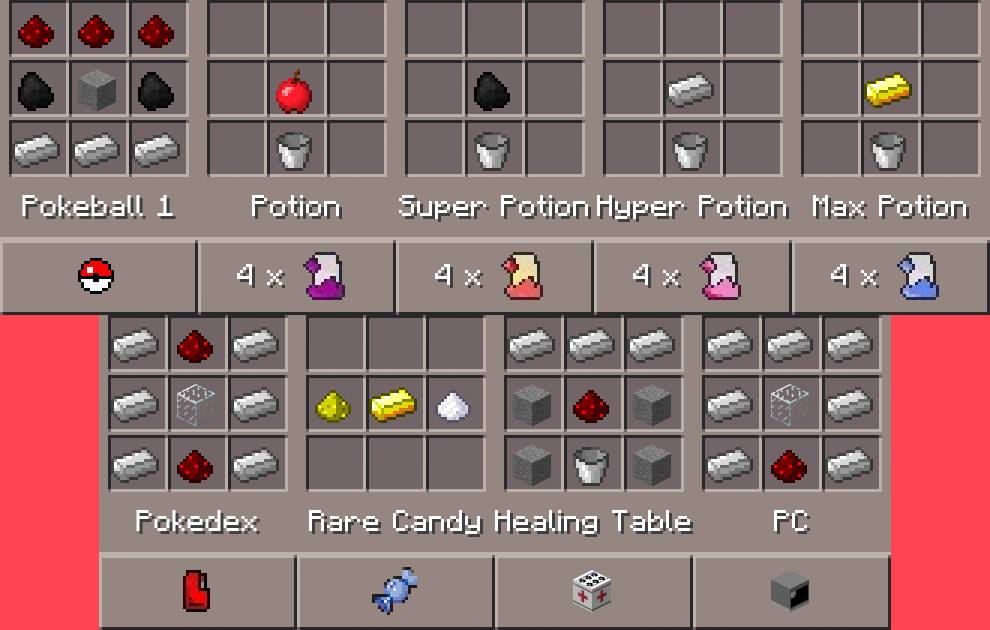 Pokeball 1 Potion Super Potion Hyper Potion Max Potion
4 x 4 x 4 x 4 x
Pokedex Rare Candy Healing Table PC